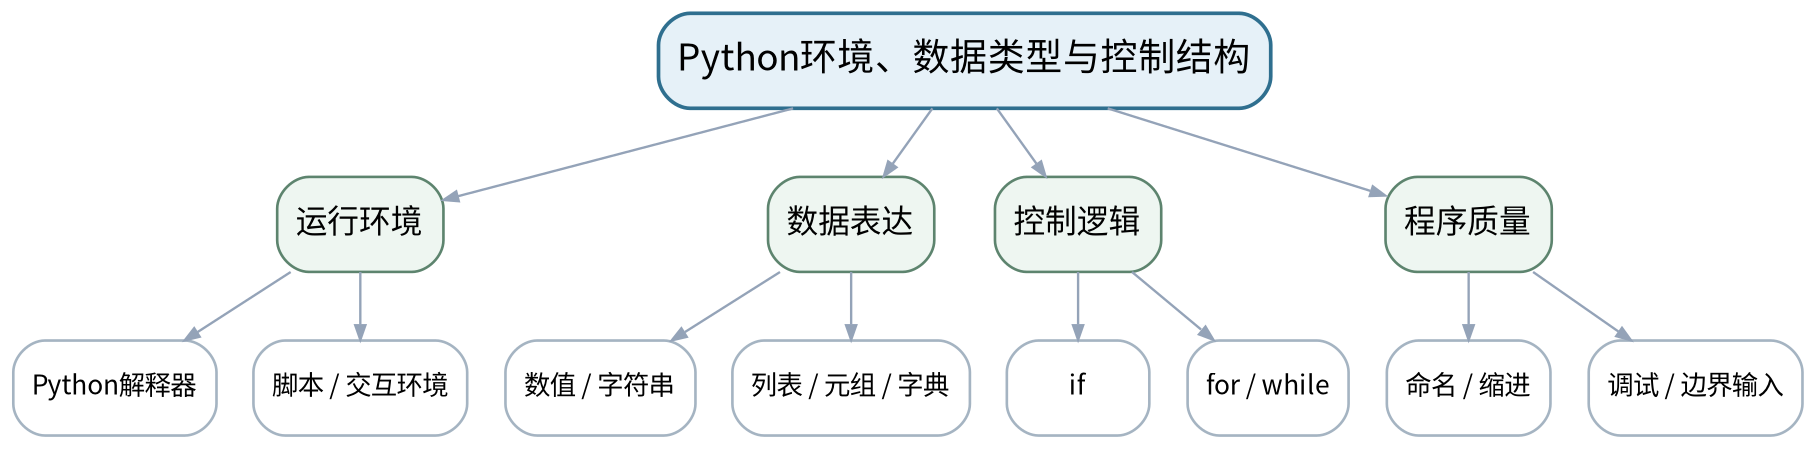 Python环境、数据类型与控制结构
运行环境
数据表达
控制逻辑
程序质量
Python解释器
脚本 / 交互环境
数值 / 字符串
列表 / 元组 / 字典
if
for / while
命名 / 缩进
调试 / 边界输入